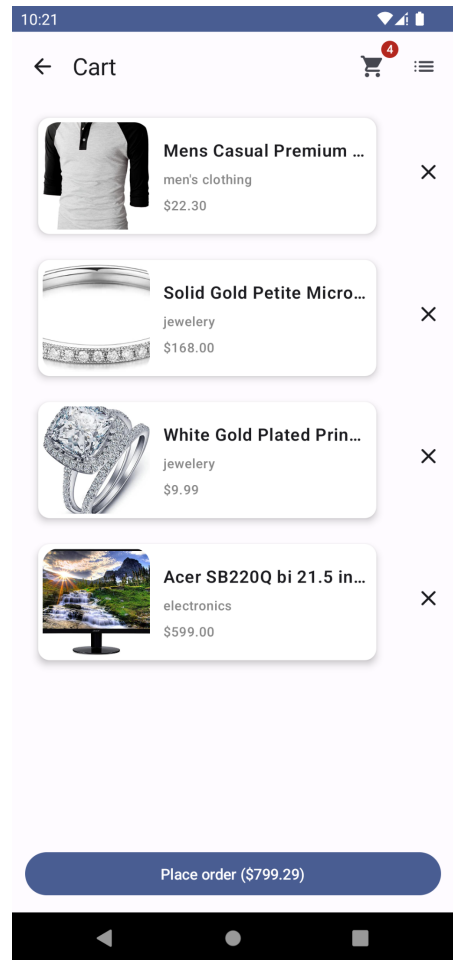 10:21
Cart
4
Mens Casual Premium ...
men's clothing
$22.30
Solid Gold Petite Micro...
jewelery
$168.00
White Gold Plated Prin...
jewelery
$9.99
Acer SB220Q bi 21.5 in...
electronics
$599.00
Place order ($799.29)